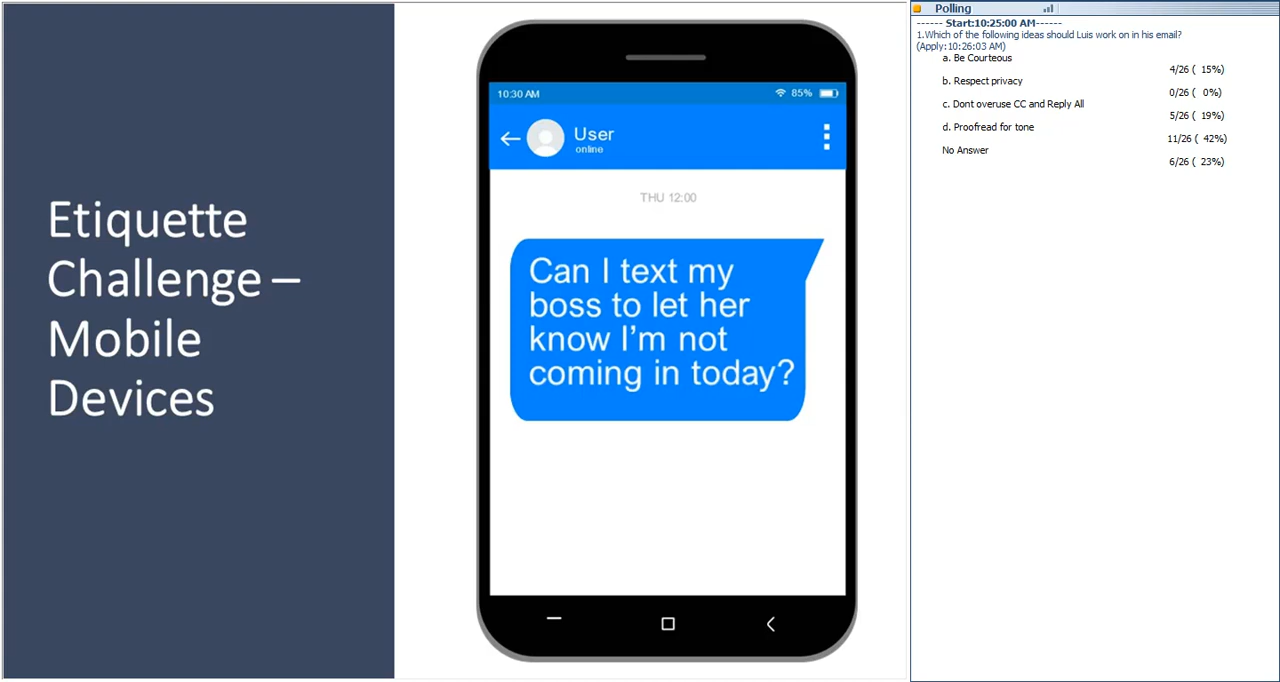 Etiquette
Challenge –
Mobile
Devices
10:30 AM
85%
User
online
THU 12:00
Can I text my
boss to let her
know I'm not
coming in today?
Polling
------ Start:10:25:00 AM------
1.Which of the following ideas should Luis work on in his email?
(Apply:10:26:03 AM)
a. Be Courteous
4/26 ( 15%)
b. Respect privacy
0/26 ( 0%)
c. Dont overuse CC and Reply All
5/26 ( 19%)
d. Proofread for tone
11/26 ( 42%)
No Answer
6/26 ( 23%)